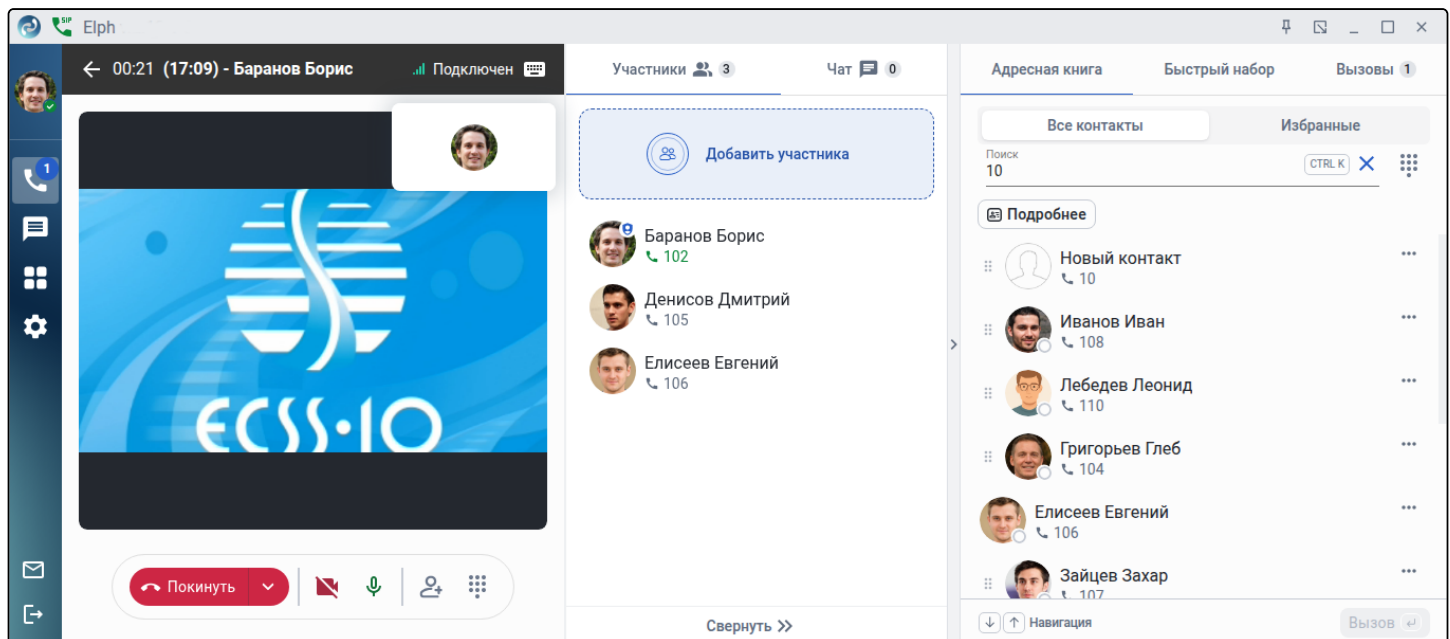 SIP
Elph
00:21 (17:09) - Баранов Борис
Подключен
Участники 3
Чат 0
Адресная книга
Быстрый набор
Вызовы 1
1
ECSS·10
Добавить участника
Баранов Борис
102
Денисов Дмитрий
105
Елисеев Евгений
106
Свернуть
Все контакты
Избранные
Поиск
10
CTRL K
Подробнее
Новый контакт
10
Иванов Иван
108
Лебедев Леонид
110
Григорьев Глеб
104
Елисеев Евгений
106
Зайцев Захар
107
Навигация
Вызов
Покинуть